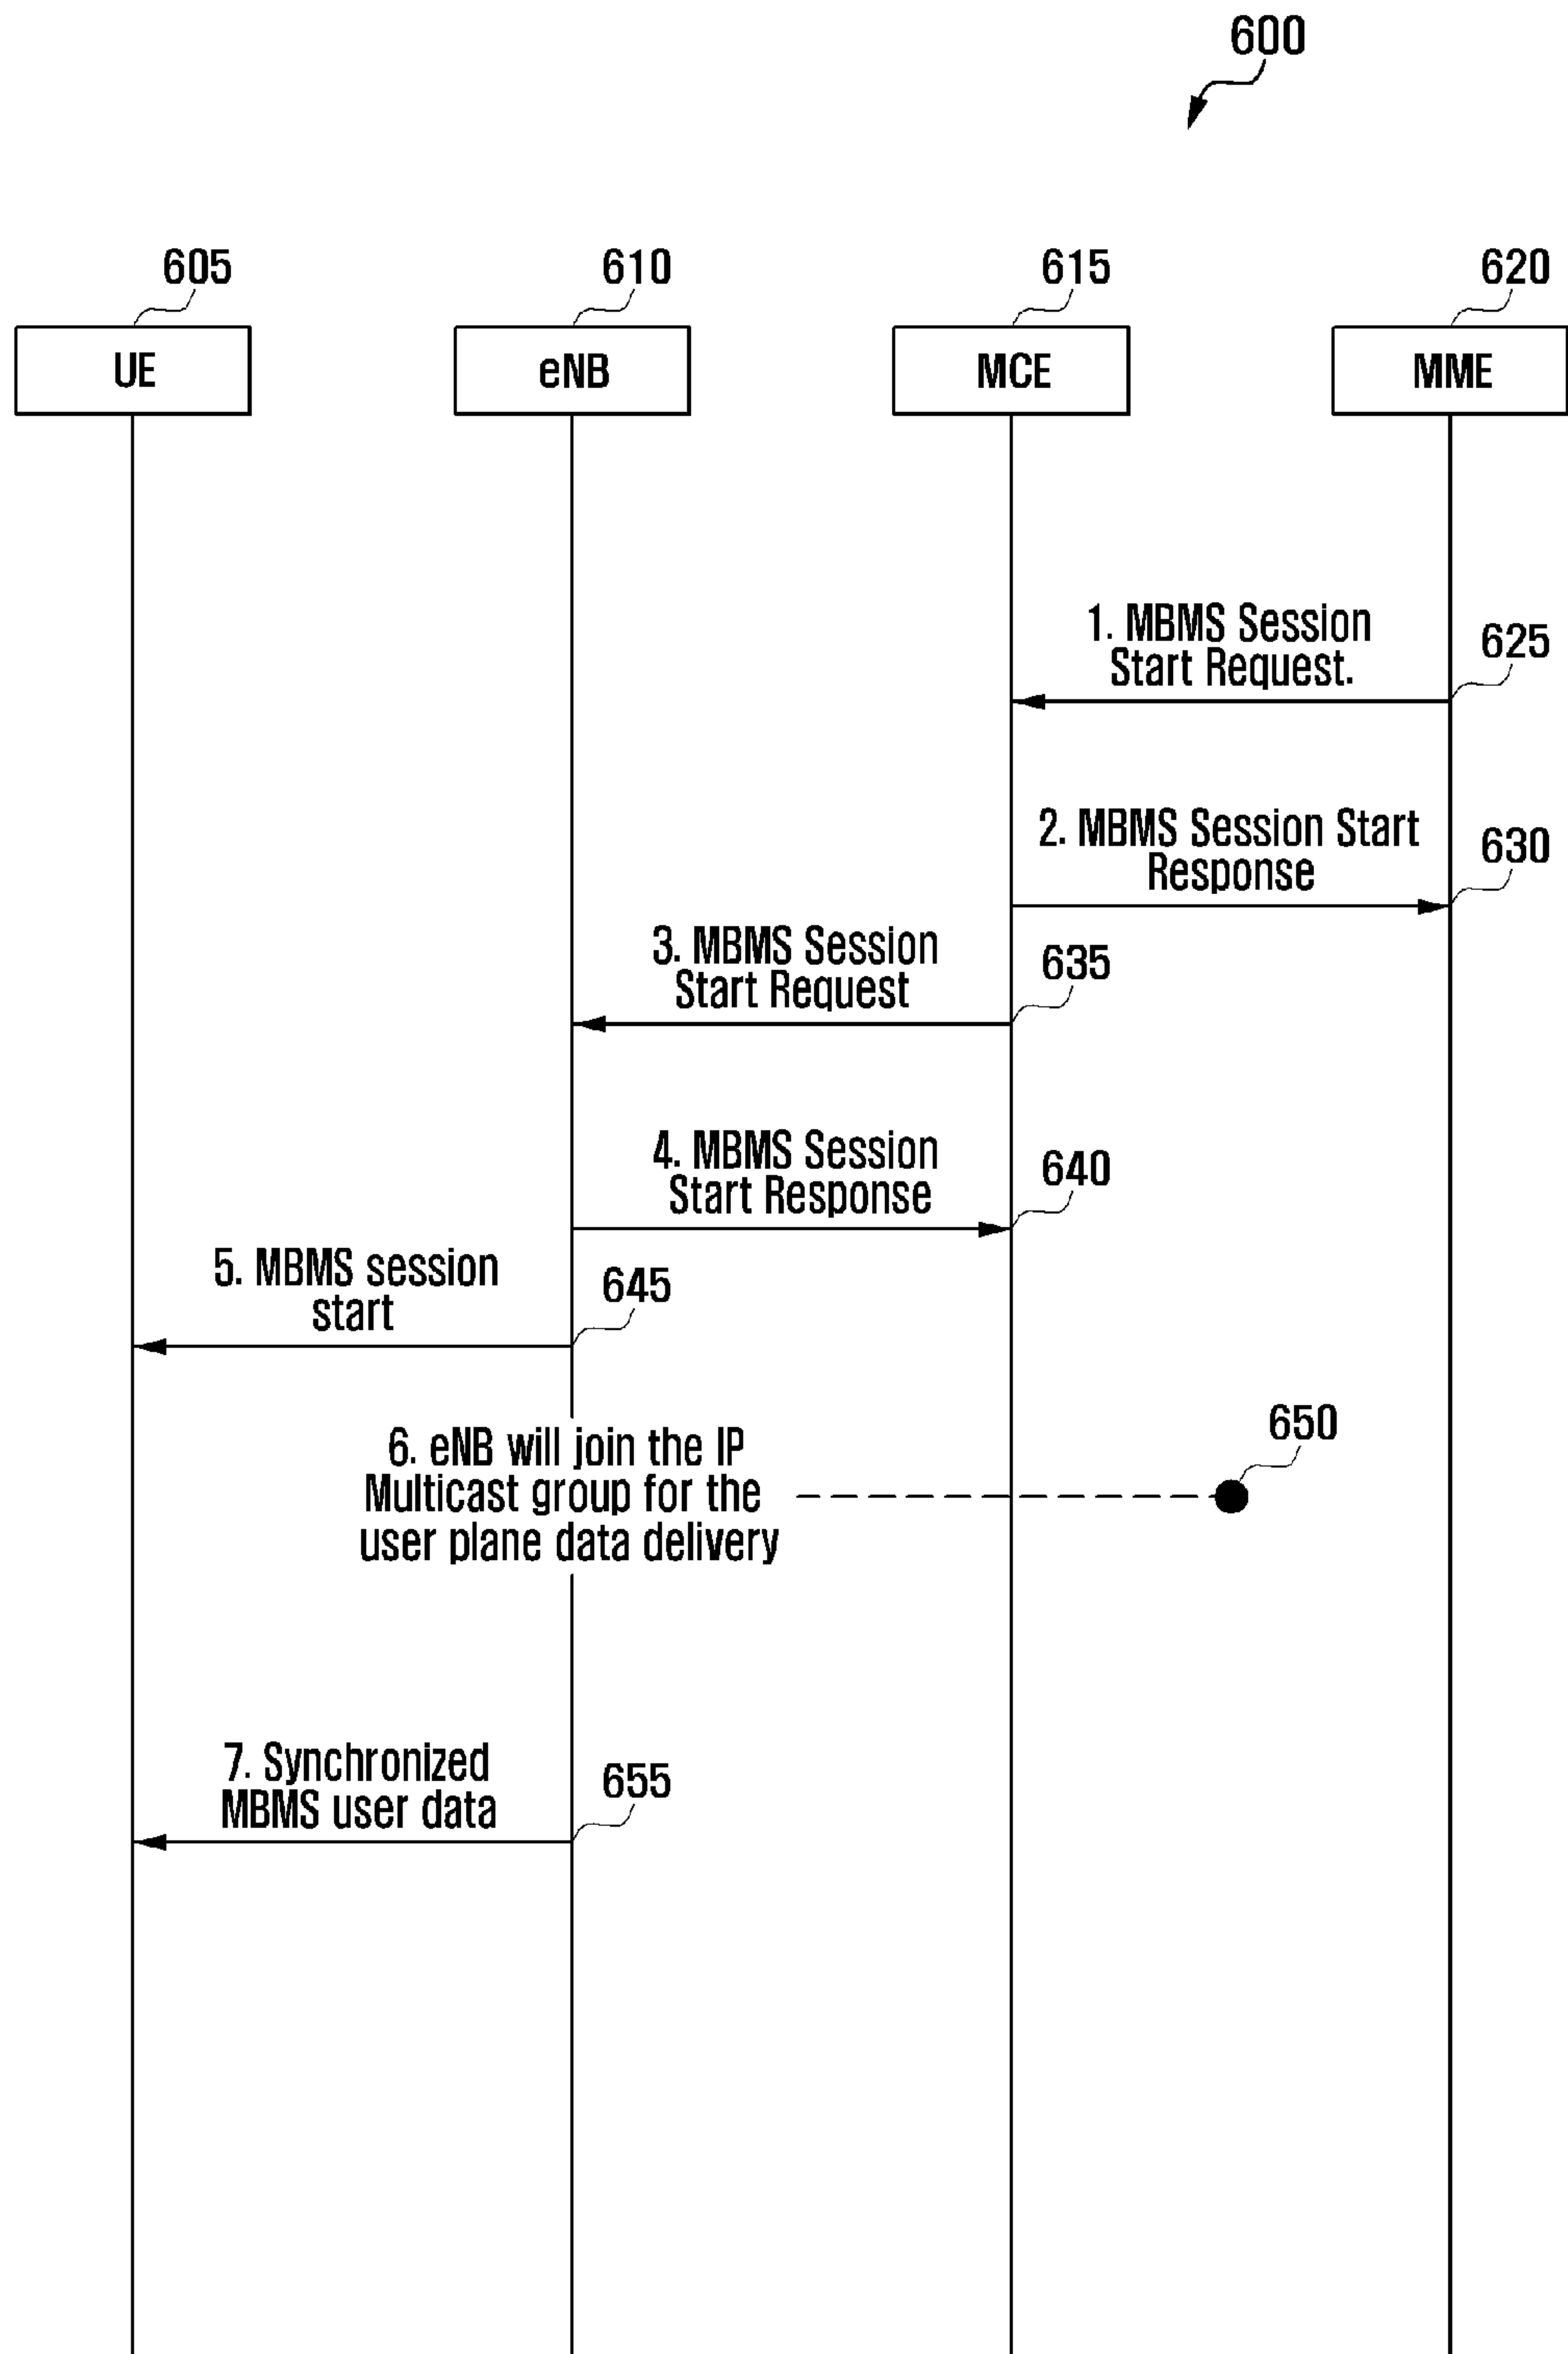 600
605
610
615
620
UE
eNB
MCE
MME
1. MBMS Session
Start Request.
625
2. MBMS Session Start
Response
630
3. MBMS Session
Start Request
635
4. MBMS Session
Start Response
640
5. MBMS session
start
645
6. eNB will join the IP
Multicast group for the
user plane data delivery
650
7. Synchronized
MBMS user data
655